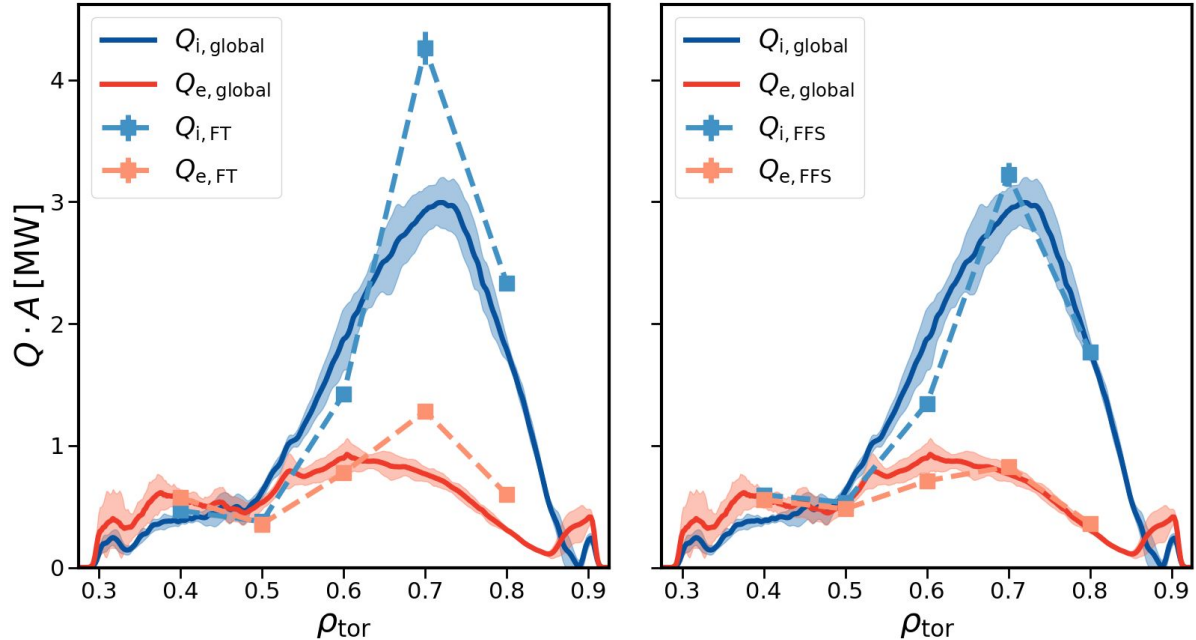 Q · A [MW]
4
3
2
1
0
Q_i, global
Q_e, global
Q_i, FT
Q_e, FT
0.3 0.4 0.5 0.6 0.7 0.8 0.9
ρ_tor
Q_i, global
Q_e, global
Q_i, FFS
Q_e, FFS
0.3 0.4 0.5 0.6 0.7 0.8 0.9
ρ_tor